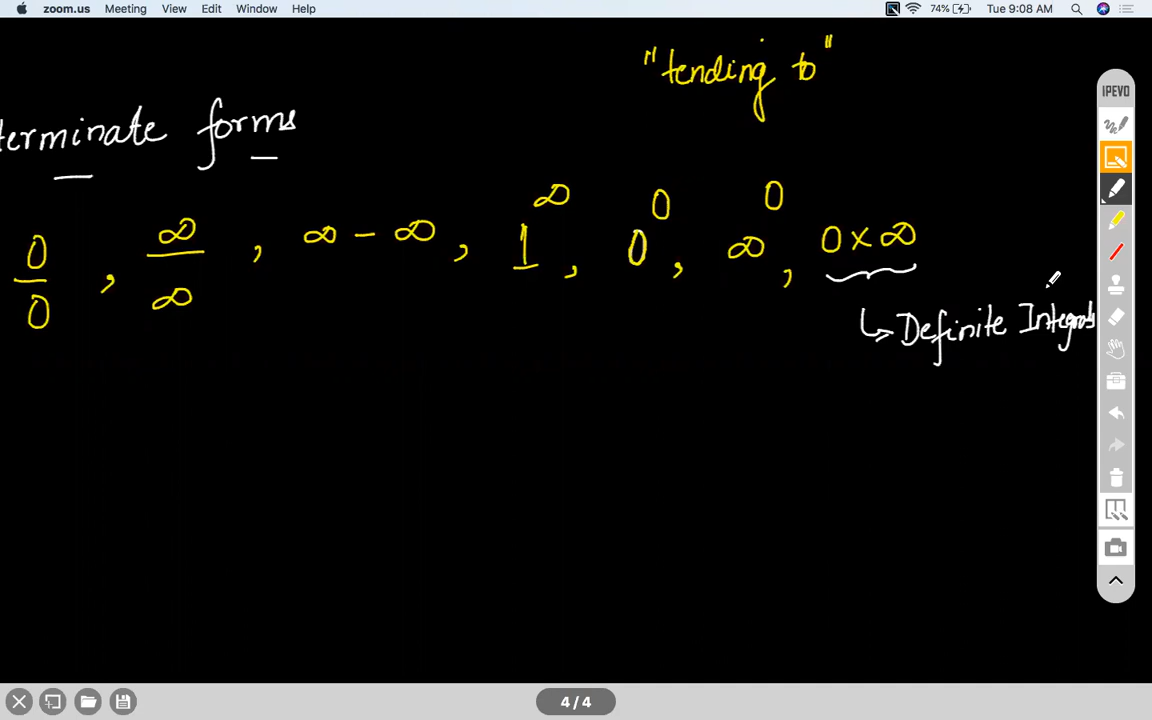 zoom.us Meeting View Edit Window Help 74% Tue 9:08 AM
"tending to"
terminate forms
IPEVO
0/0 , ∞/∞ , ∞ - ∞ , 1^∞ , 0^0 , ∞^0 , 0 × ∞
↳ Definite Integrals
4 / 4